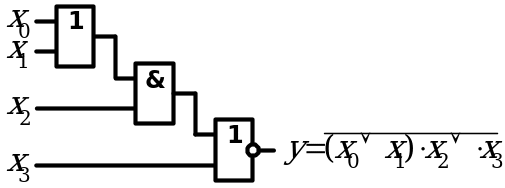 x₀
1
x₁
&
x₂
1
y=(x₀ ∨ x₁)·x₂ ∨ ·x₃
x₃